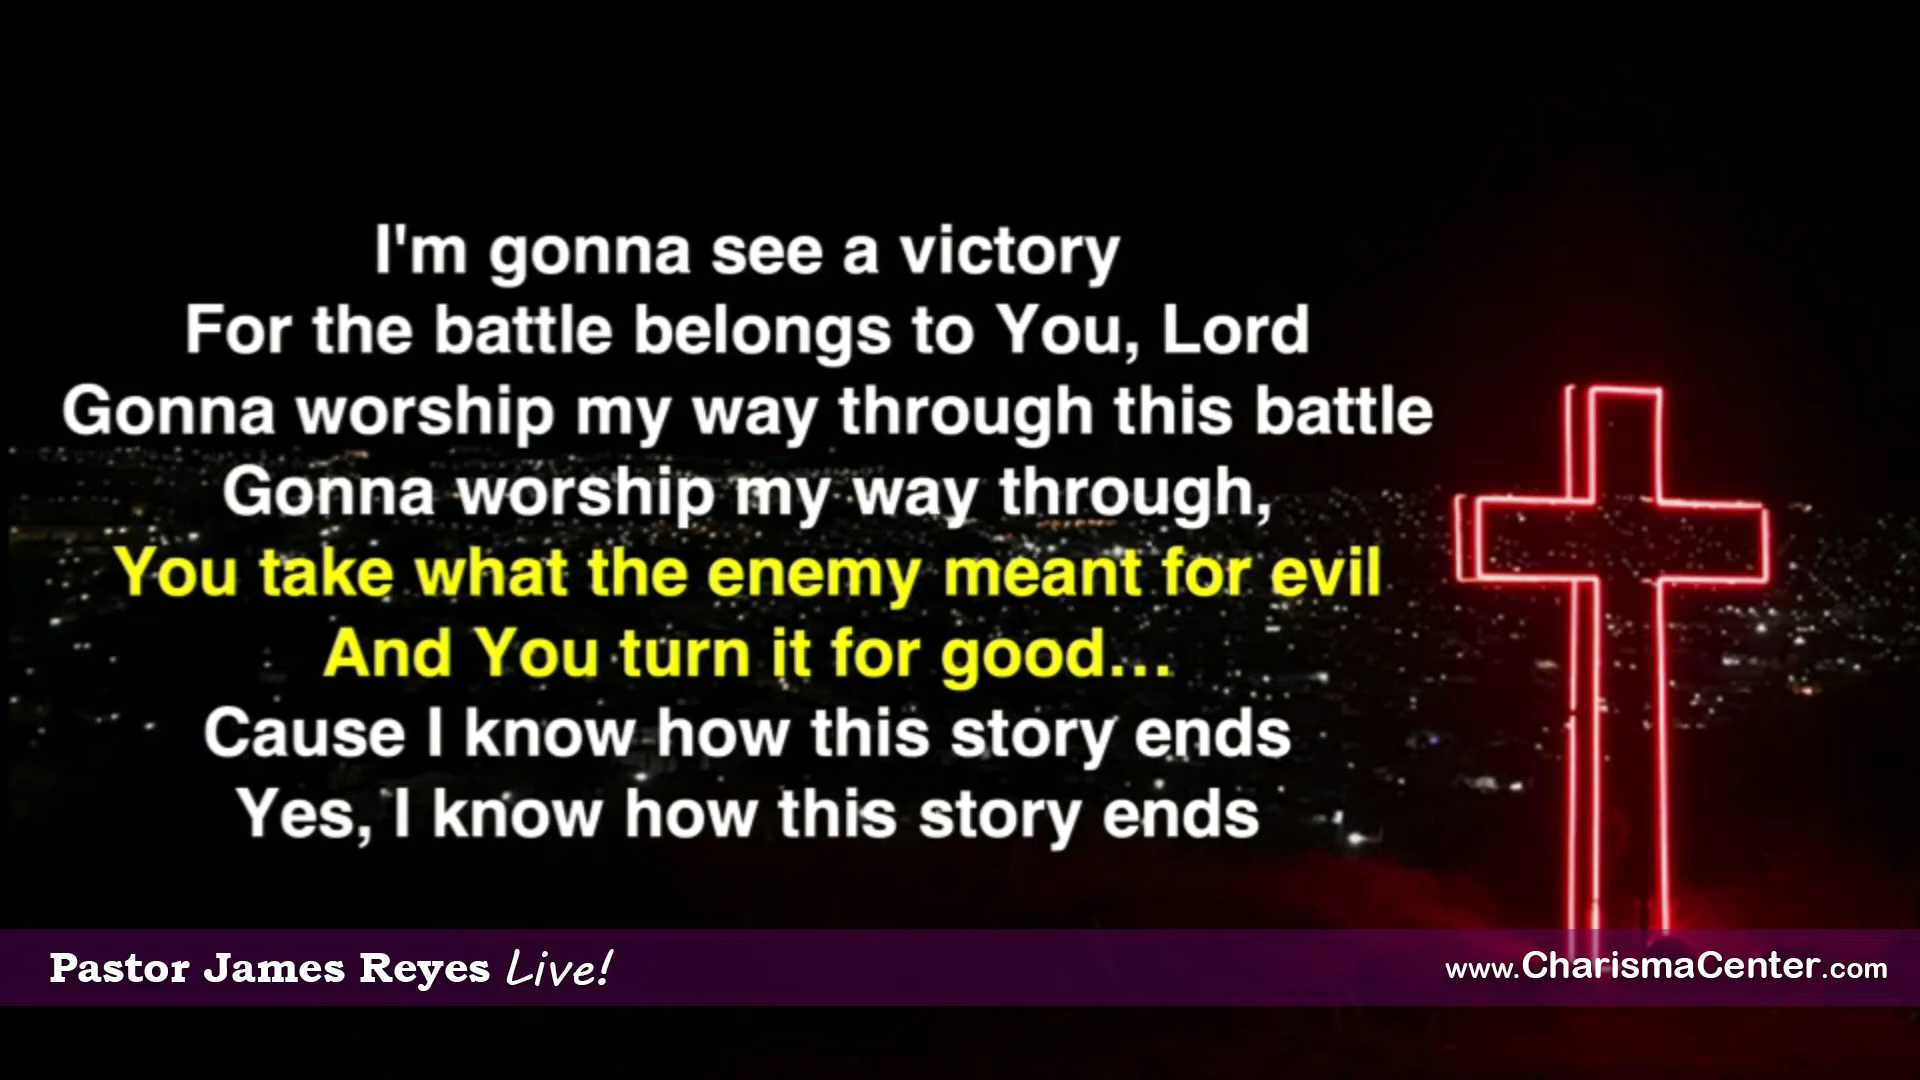 I'm gonna see a victory
For the battle belongs to You, Lord
Gonna worship my way through this battle
Gonna worship my way through,
You take what the enemy meant for evil
And You turn it for good...
Cause I know how this story ends
Yes, I know how this story ends
Pastor James Reyes Live!
www.CharismaCenter.com